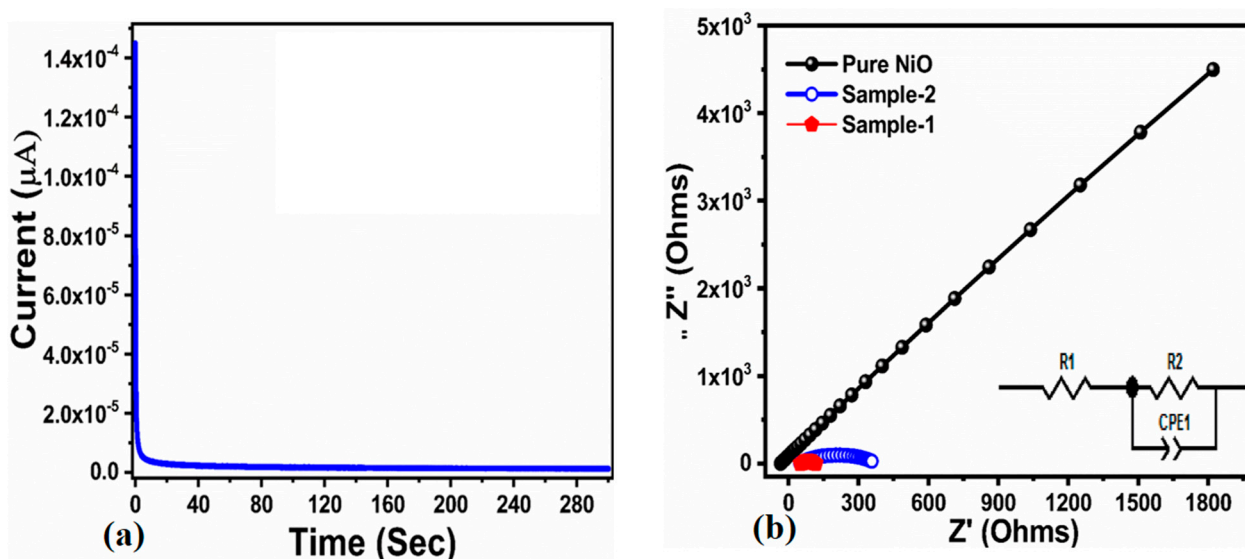 1.4x10⁻⁴
1.2x10⁻⁴
1.0x10⁻⁴
8.0x10⁻⁵
6.0x10⁻⁵
4.0x10⁻⁵
2.0x10⁻⁵
0.0
Current (μA)
0 40 80 120 160 200 240 280
Time (Sec)
(a)
5x10³
4x10³
3x10³
2x10³
1x10³
0
„ Z" (Ohms)
Pure NiO
Sample-2
Sample-1
R1 R2
CPE1
0 300 600 900 1200 1500 1800
Z' (Ohms)
(b)